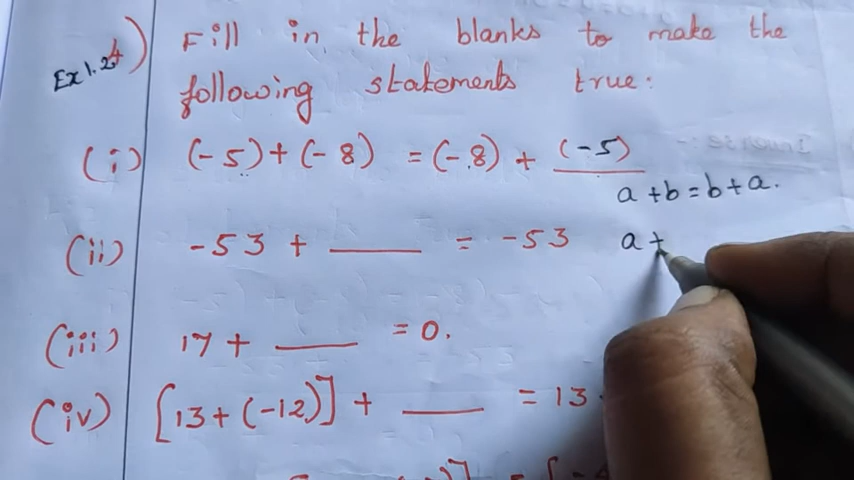 Ex 1.2
4) Fill in the blanks to make the
following statements true:
(i) (-5)+(-8) = (-8) + (-5)
a+b=b+a.
(ii) -53 + ____ = -53 a+
(iii) 17 + ____ = 0.
(iv) [13+(-12)] + ____ = 13